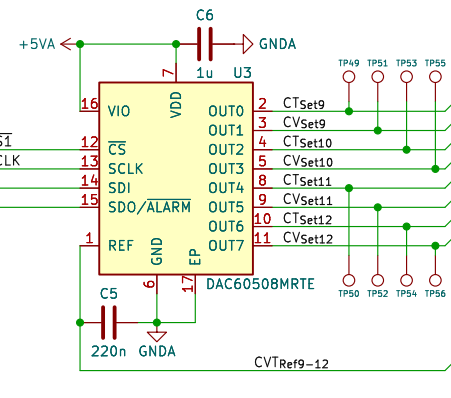 C6
+5VA
GNDA
1u
U3
7
TP49 TP51 TP53 TP55
16 VIO
VDD
OUT0 2 CTSet9
OUT1 3 CVSet9
S1
12 CS
OUT2 4 CTSet10
CLK
13 SCLK
OUT3 5 CVSet10
14 SDI
OUT4 8 CTSet11
15 SDO/ALARM
OUT5 9 CVSet11
OUT6 10 CTSet12
1 REF
OUT7 11 CVSet12
GND
EP
6
17
DAC60508MRTE
TP50 TP52 TP54 TP56
C5
220n
GNDA
CVTRef9-12